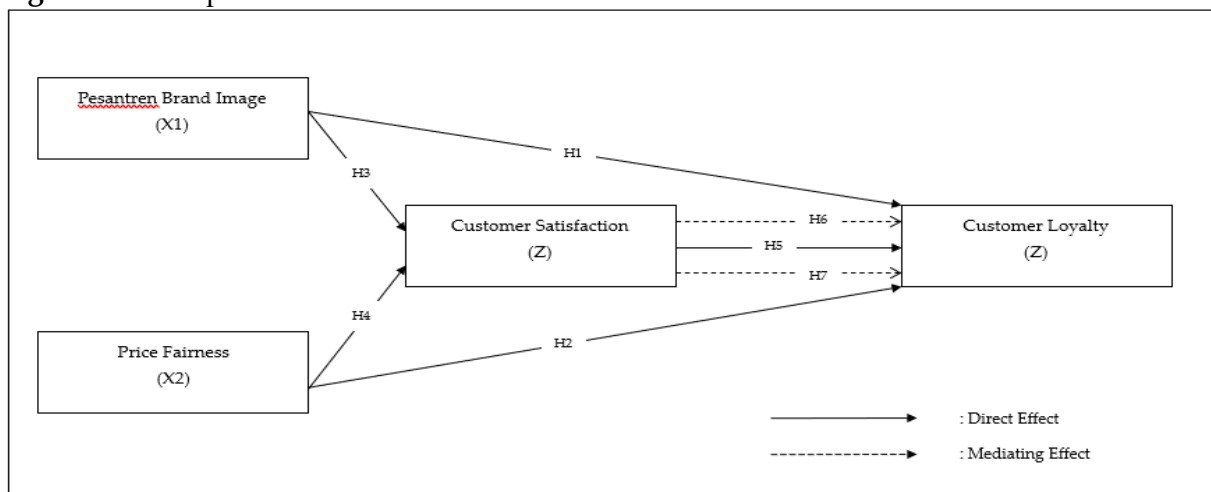 Pesantren Brand Image
(X1)
H1
H3
Customer Satisfaction
(Z)
H6
H5
H7
Customer Loyalty
(Z)
H4
H2
Price Fairness
(X2)
: Direct Effect
: Mediating Effect